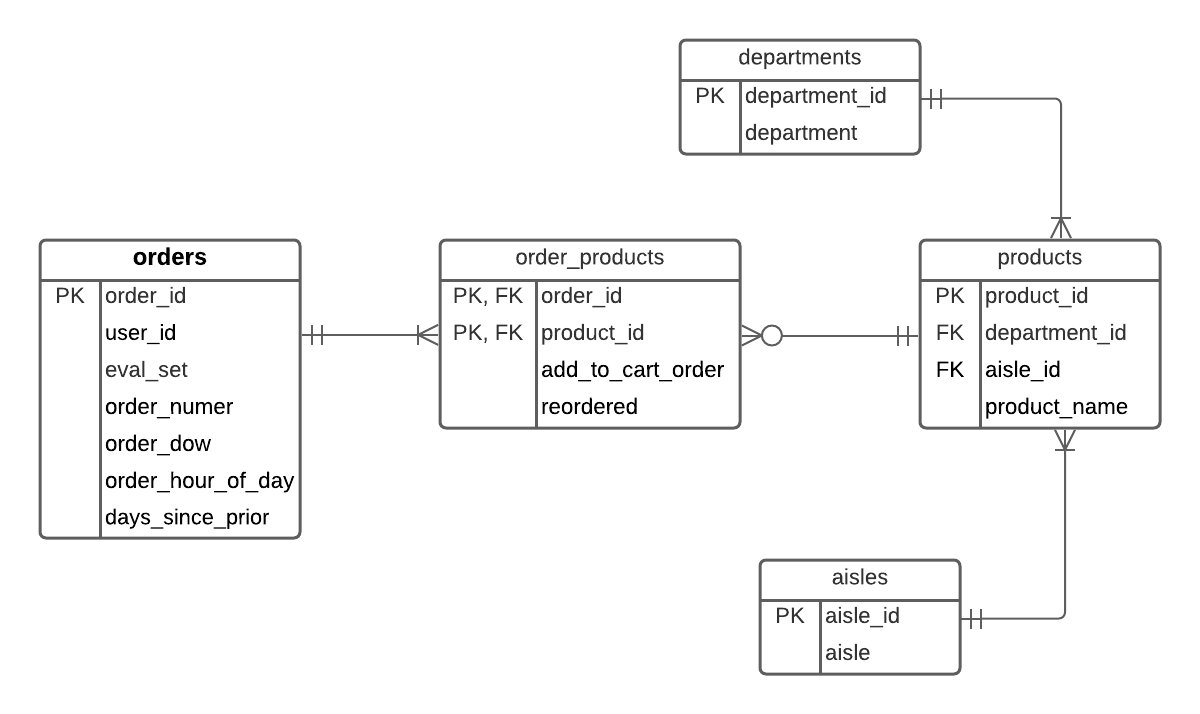 departments
PK department_id
department
orders
PK order_id
user_id
eval_set
order_numer
order_dow
order_hour_of_day
days_since_prior
order_products
PK, FK order_id
PK, FK product_id
add_to_cart_order
reordered
products
PK product_id
FK department_id
FK aisle_id
product_name
aisles
PK aisle_id
aisle